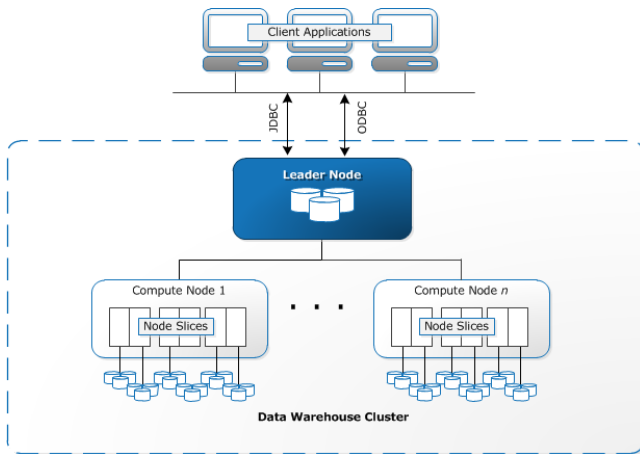 Client Applications
JDBC
ODBC
Leader Node
Compute Node 1
Compute Node n
. . .
Node Slices
Node Slices
Data Warehouse Cluster